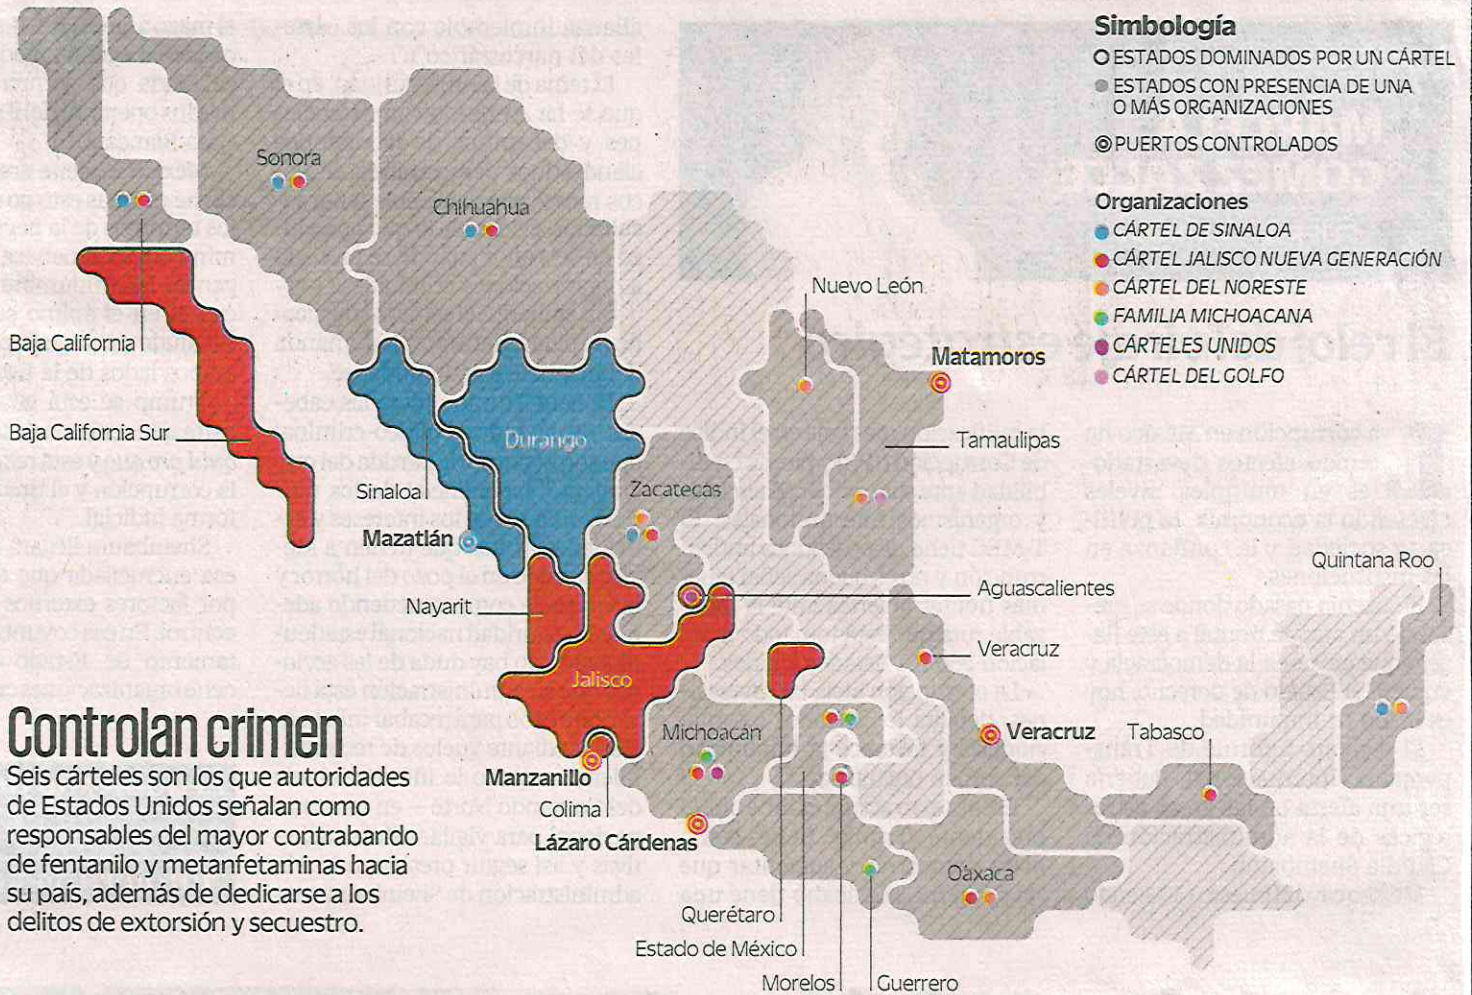 Simbología
ESTADOS DOMINADOS POR UN CÁRTEL
ESTADOS CON PRESENCIA DE UNA
O MÁS ORGANIZACIONES
PUERTOS CONTROLADOS
Organizaciones
CÁRTEL DE SINALOA
CÁRTEL JALISCO NUEVA GENERACIÓN
CÁRTEL DEL NORESTE
FAMILIA MICHOACANA
CÁRTELES UNIDOS
CÁRTEL DEL GOLFO
Sonora
Chihuahua
Nuevo León
Baja California
Matamoros
Baja California Sur
Durango
Tamaulipas
Sinaloa
Zacatecas
Mazatlán
Quintana Roo
Aguascalientes
Nayarit
Veracruz
Jalisco
Michoacán
Veracruz
Tabasco
Manzanillo
Colima
Lázaro Cárdenas
Oaxaca
Querétaro
Estado de México
Morelos
Guerrero
Controlan crimen
Seis cárteles son los que autoridades
de Estados Unidos señalan como
responsables del mayor contrabando
de fentanilo y metanfetaminas hacia
su país, además de dedicarse a los
delitos de extorsión y secuestro.